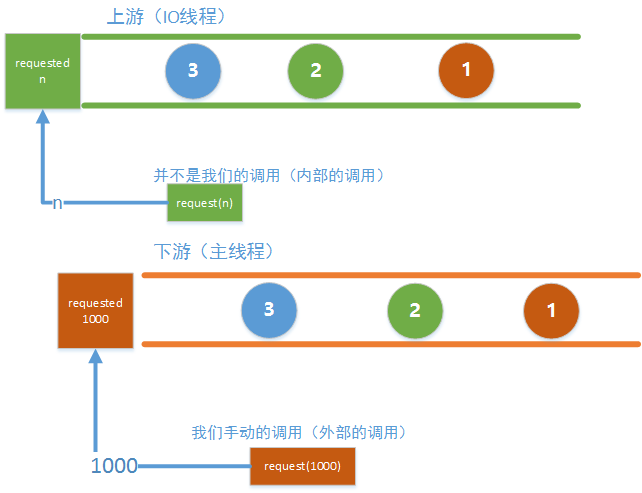 上游（IO线程）
requested
n
3
2
1
并不是我们的调用（内部的调用）
n
request(n)
下游（主线程）
requested
1000
3
2
1
我们手动的调用（外部的调用）
1000
request(1000)